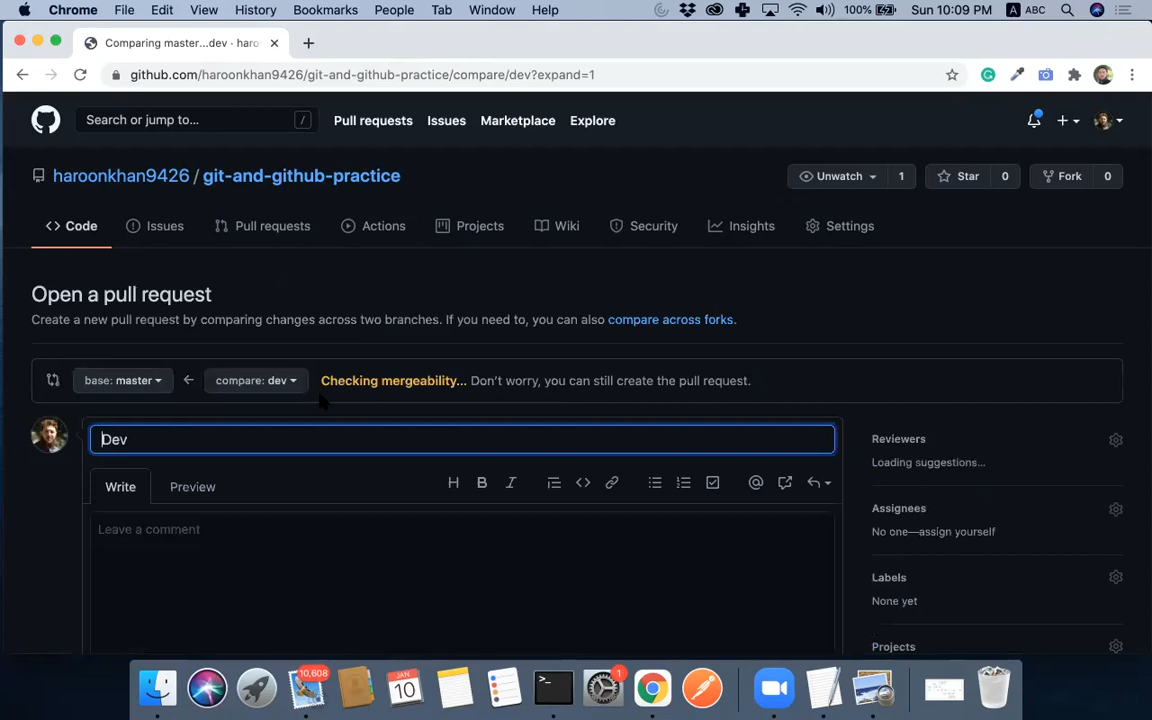 Chrome File Edit View History Bookmarks People Tab Window Help 100% Sun 10:09 PM A ABC
Comparing master...dev · haro
github.com/haroonkhan9426/git-and-github-practice/compare/dev?expand=1
Search or jump to... / Pull requests Issues Marketplace Explore
haroonkhan9426 / git-and-github-practice Unwatch 1 Star 0 Fork 0
Code Issues Pull requests Actions Projects Wiki Security Insights Settings
Open a pull request
Create a new pull request by comparing changes across two branches. If you need to, you can also compare across forks.
base: master compare: dev Checking mergeability... Don't worry, you can still create the pull request.
Dev
Write Preview H B I @
Leave a comment
Reviewers
Loading suggestions...
Assignees
No one—assign yourself
Labels
None yet
Projects
10,608 JAN 10 >_ 1